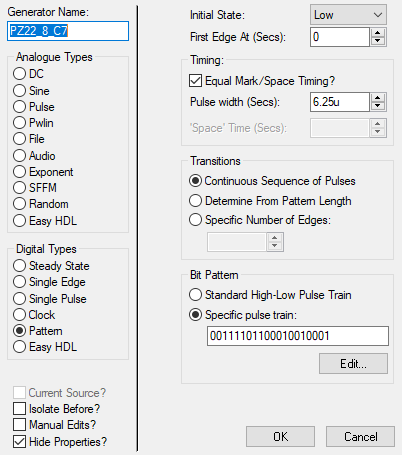 Generator Name:
PZ22_8_C7
Analogue Types
DC
Sine
Pulse
Pwlin
File
Audio
Exponent
SFFM
Random
Easy HDL
Digital Types
Steady State
Single Edge
Single Pulse
Clock
Pattern
Easy HDL
Current Source?
Isolate Before?
Manual Edits?
Hide Properties?
Initial State: Low
First Edge At (Secs): 0
Timing:
Equal Mark/Space Timing?
Pulse width (Secs): 6.25u
'Space' Time (Secs):
Transitions
Continuous Sequence of Pulses
Determine From Pattern Length
Specific Number of Edges:
Bit Pattern
Standard High-Low Pulse Train
Specific pulse train:
00111101100010010001
Edit...
OK Cancel